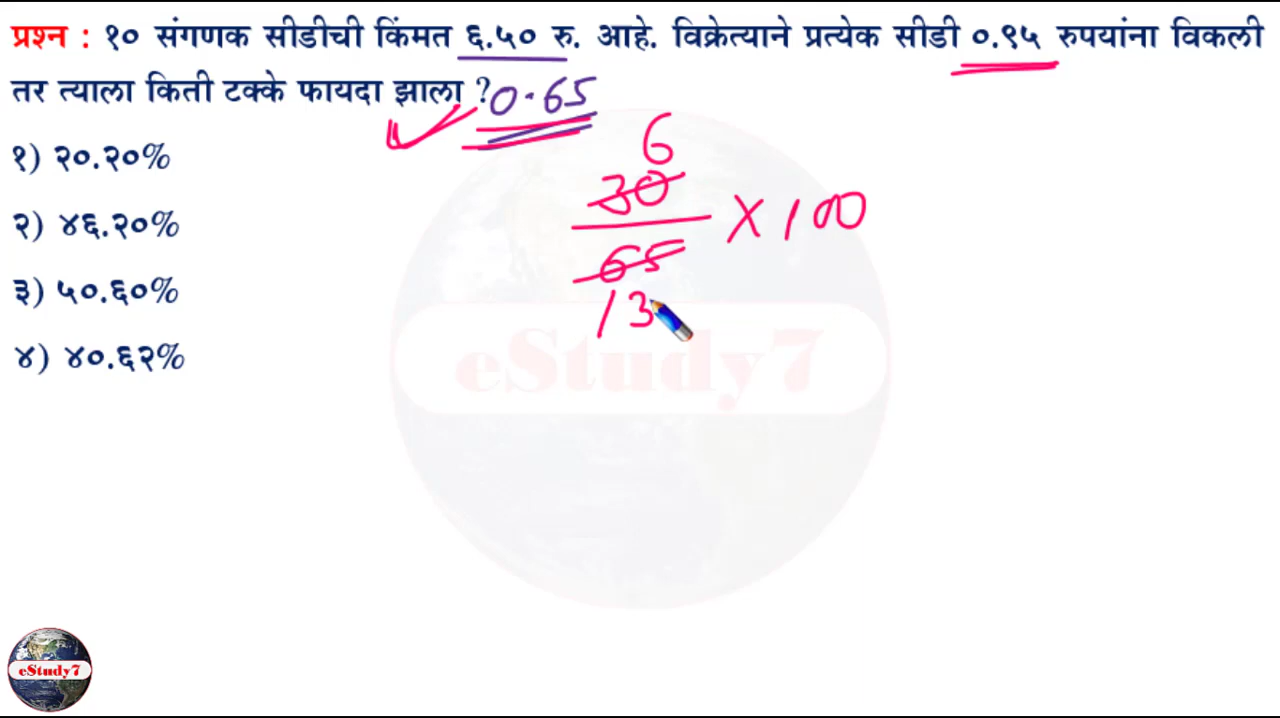 प्रश्न : १० संगणक सीडीची किंमत ६.५० रु. आहे. विक्रेत्याने प्रत्येक सीडी ०.९५ रुपयांना विकली
तर त्याला किती टक्के फायदा झाला ?
0.65
१) २०.२०%
२) ४६.२०%
३) ५०.६०%
४) ४०.६२%
6
30
65
13
× 100
eStudy7
eStudy7